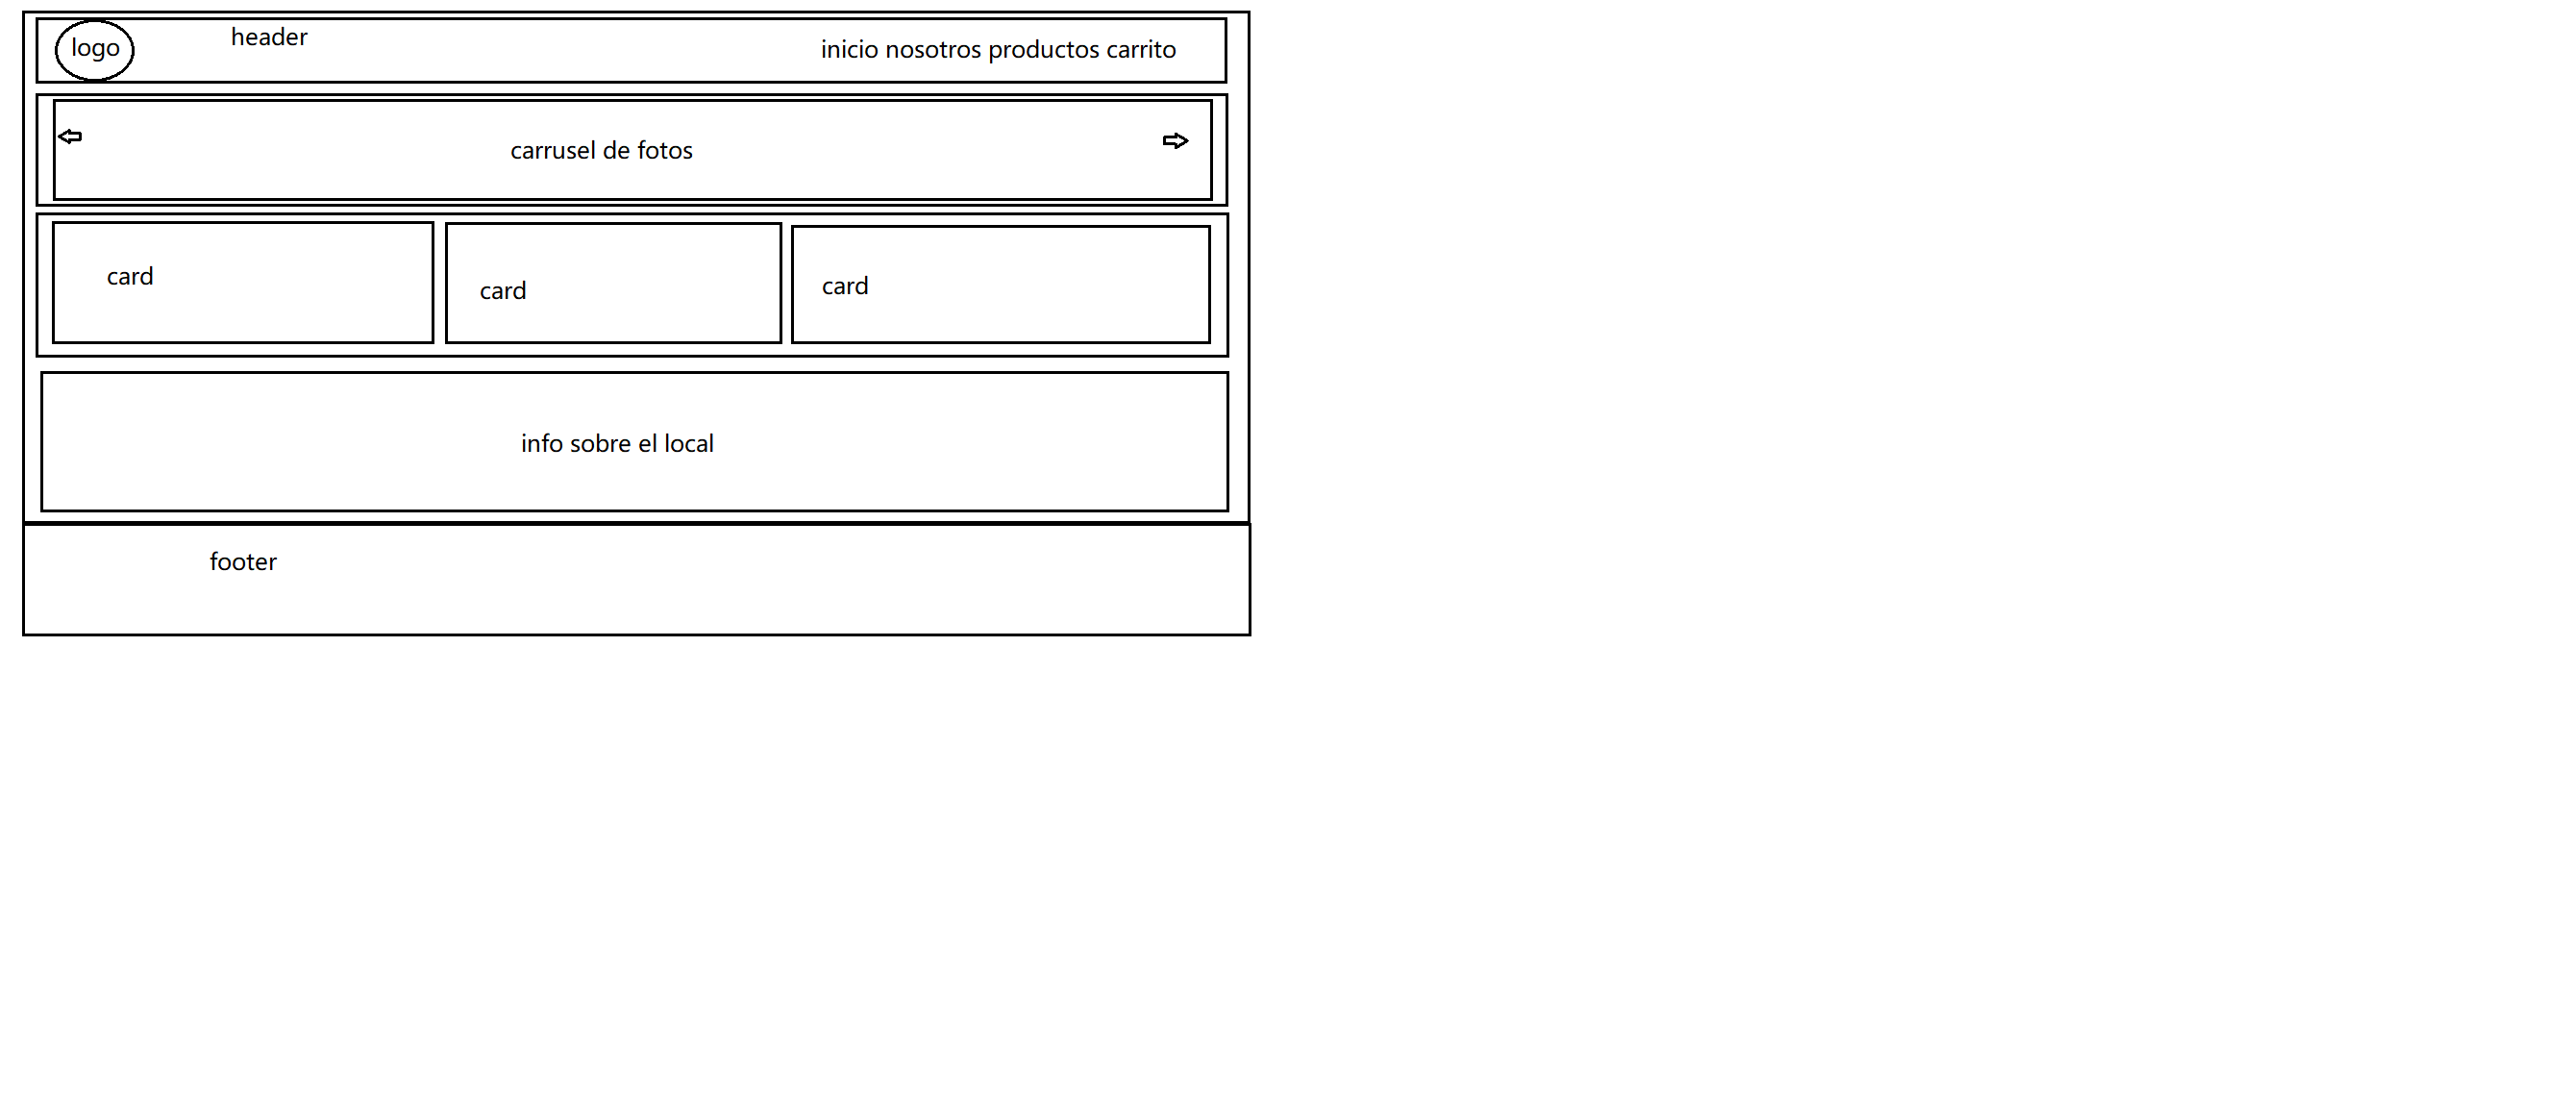 logo
header
inicio nosotros productos carrito
carrusel de fotos
card
card
card
info sobre el local
footer